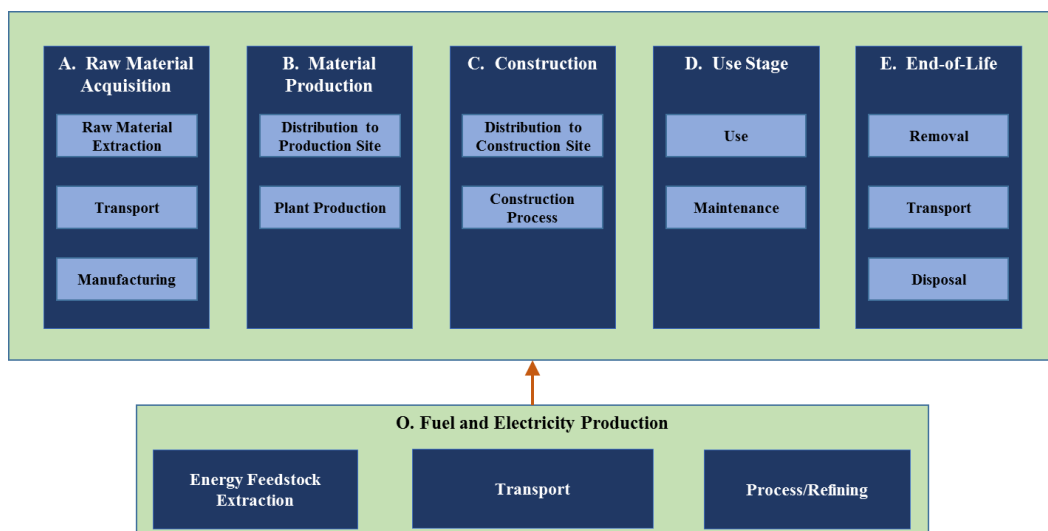 A. Raw Material
Acquisition
Raw Material
Extraction
Transport
Manufacturing
B. Material
Production
Distribution to
Production Site
Plant Production
C. Construction
Distribution to
Construction Site
Construction
Process
D. Use Stage
Use
Maintenance
E. End-of-Life
Removal
Transport
Disposal
O. Fuel and Electricity Production
Energy Feedstock
Extraction
Transport
Process/Refining